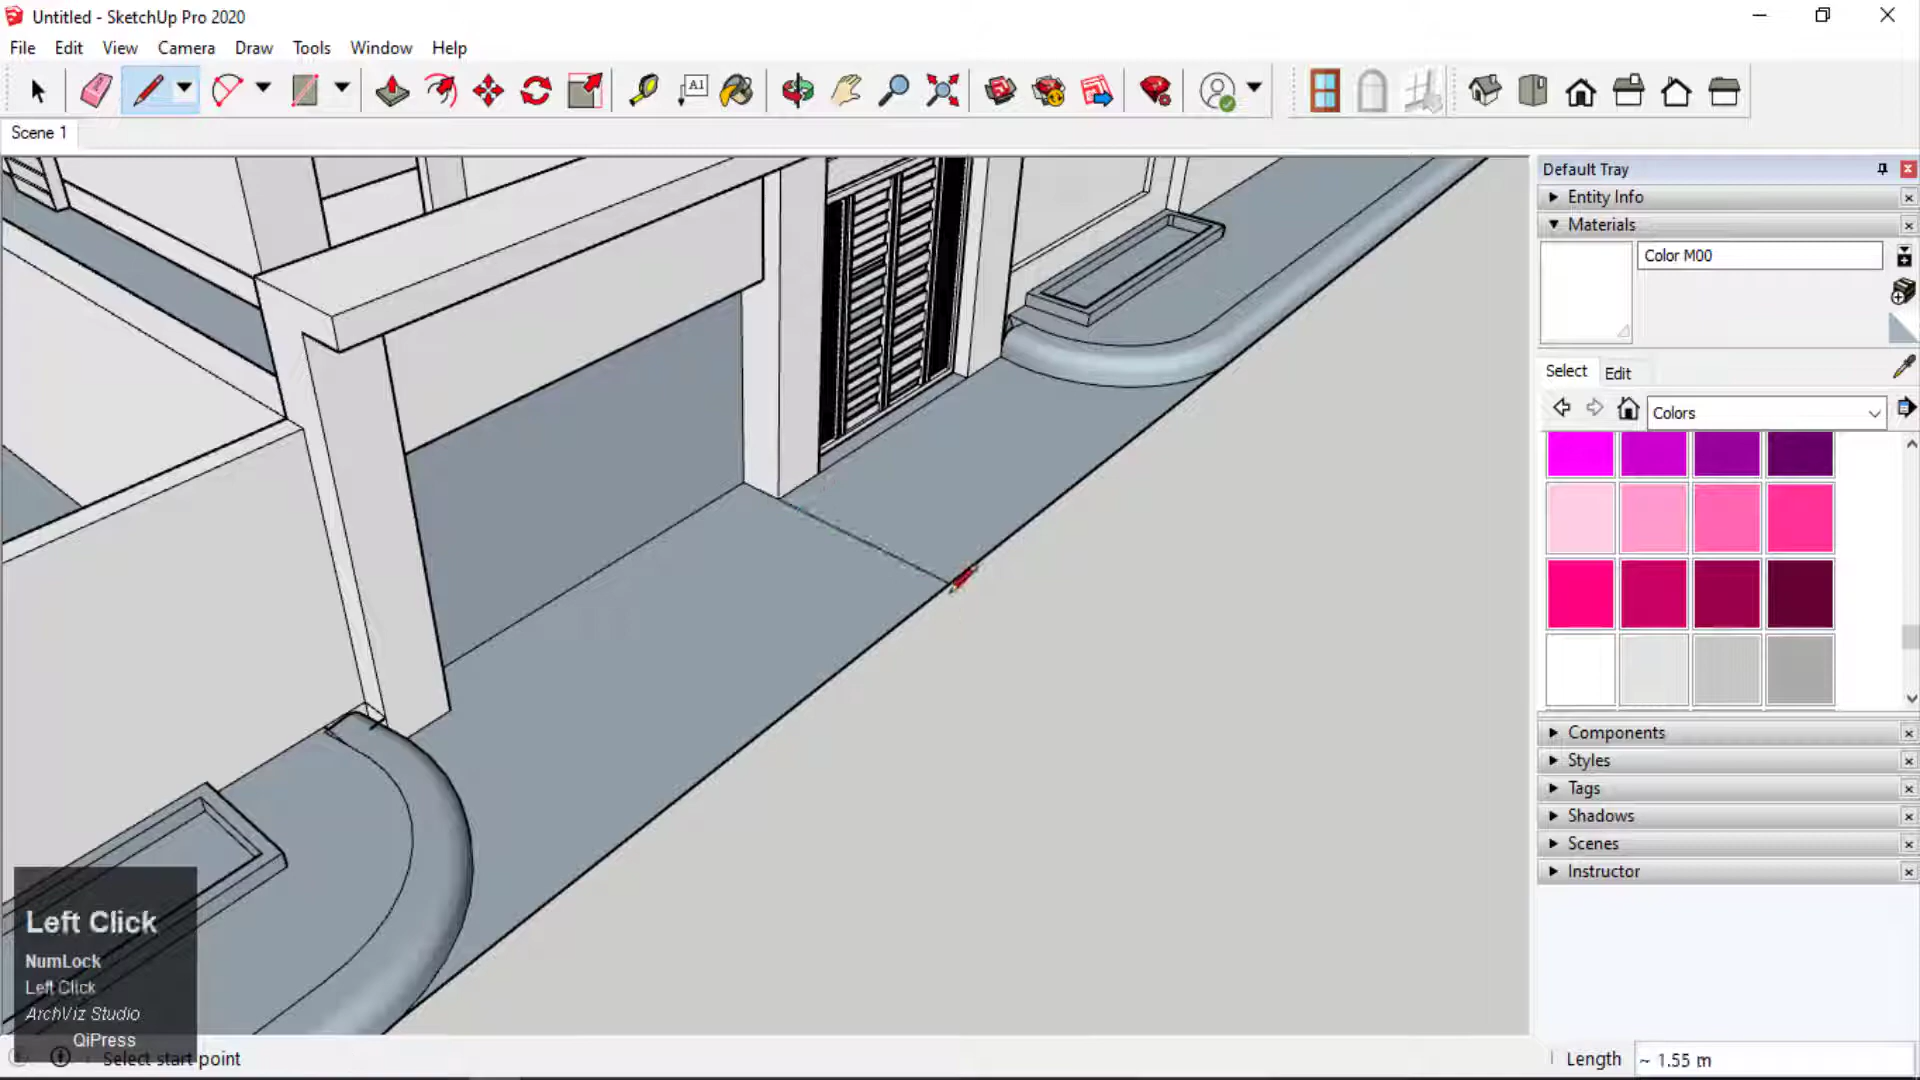 Untitled - SketchUp Pro 2020
File Edit View Camera Draw Tools Window Help
A1
Scene 1
Default Tray
Entity Info
Materials
Color M00
Select Edit
Colors
Components
Styles
Tags
Shadows
Scenes
Instructor
Left Click
NumLock
Left Click
ArchViz Studio
QiPress
Select start point
Length ~ 1.55 m